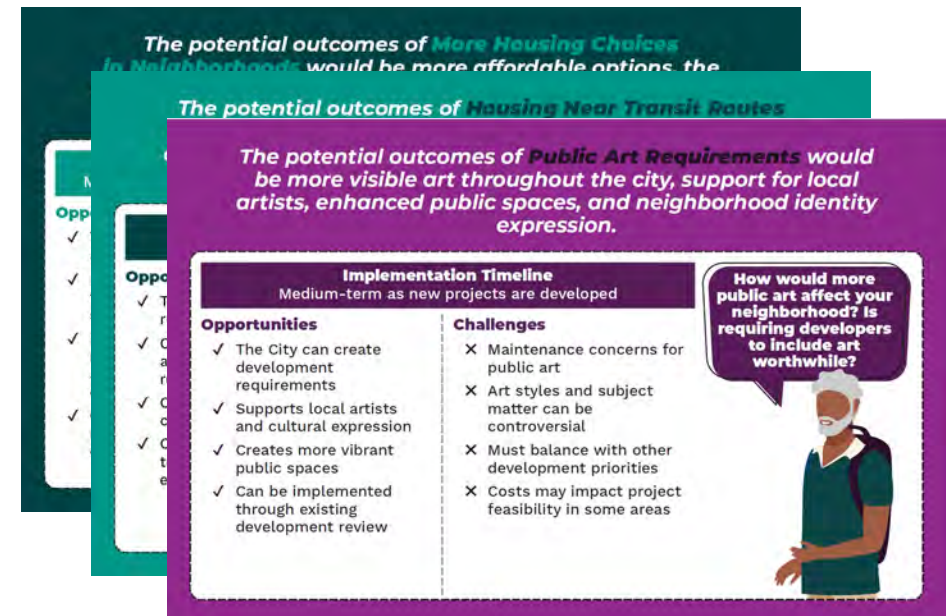 The potential outcomes of More Housing Choices
in Neighborhoods would be more affordable options, the
The potential outcomes of Housing Near Transit Routes
The potential outcomes of Public Art Requirements would
be more visible art throughout the city, support for local
artists, enhanced public spaces, and neighborhood identity
expression.
Implementation Timeline
Medium-term as new projects are developed
Opportunities
✓ The City can create
development
requirements
✓ Supports local artists
and cultural expression
✓ Creates more vibrant
public spaces
✓ Can be implemented
through existing
development review
Challenges
✕ Maintenance concerns for
public art
✕ Art styles and subject
matter can be
controversial
✕ Must balance with other
development priorities
✕ Costs may impact project
feasibility in some areas
How would more
public art affect your
neighborhood? Is
requiring developers
to include art
worthwhile?